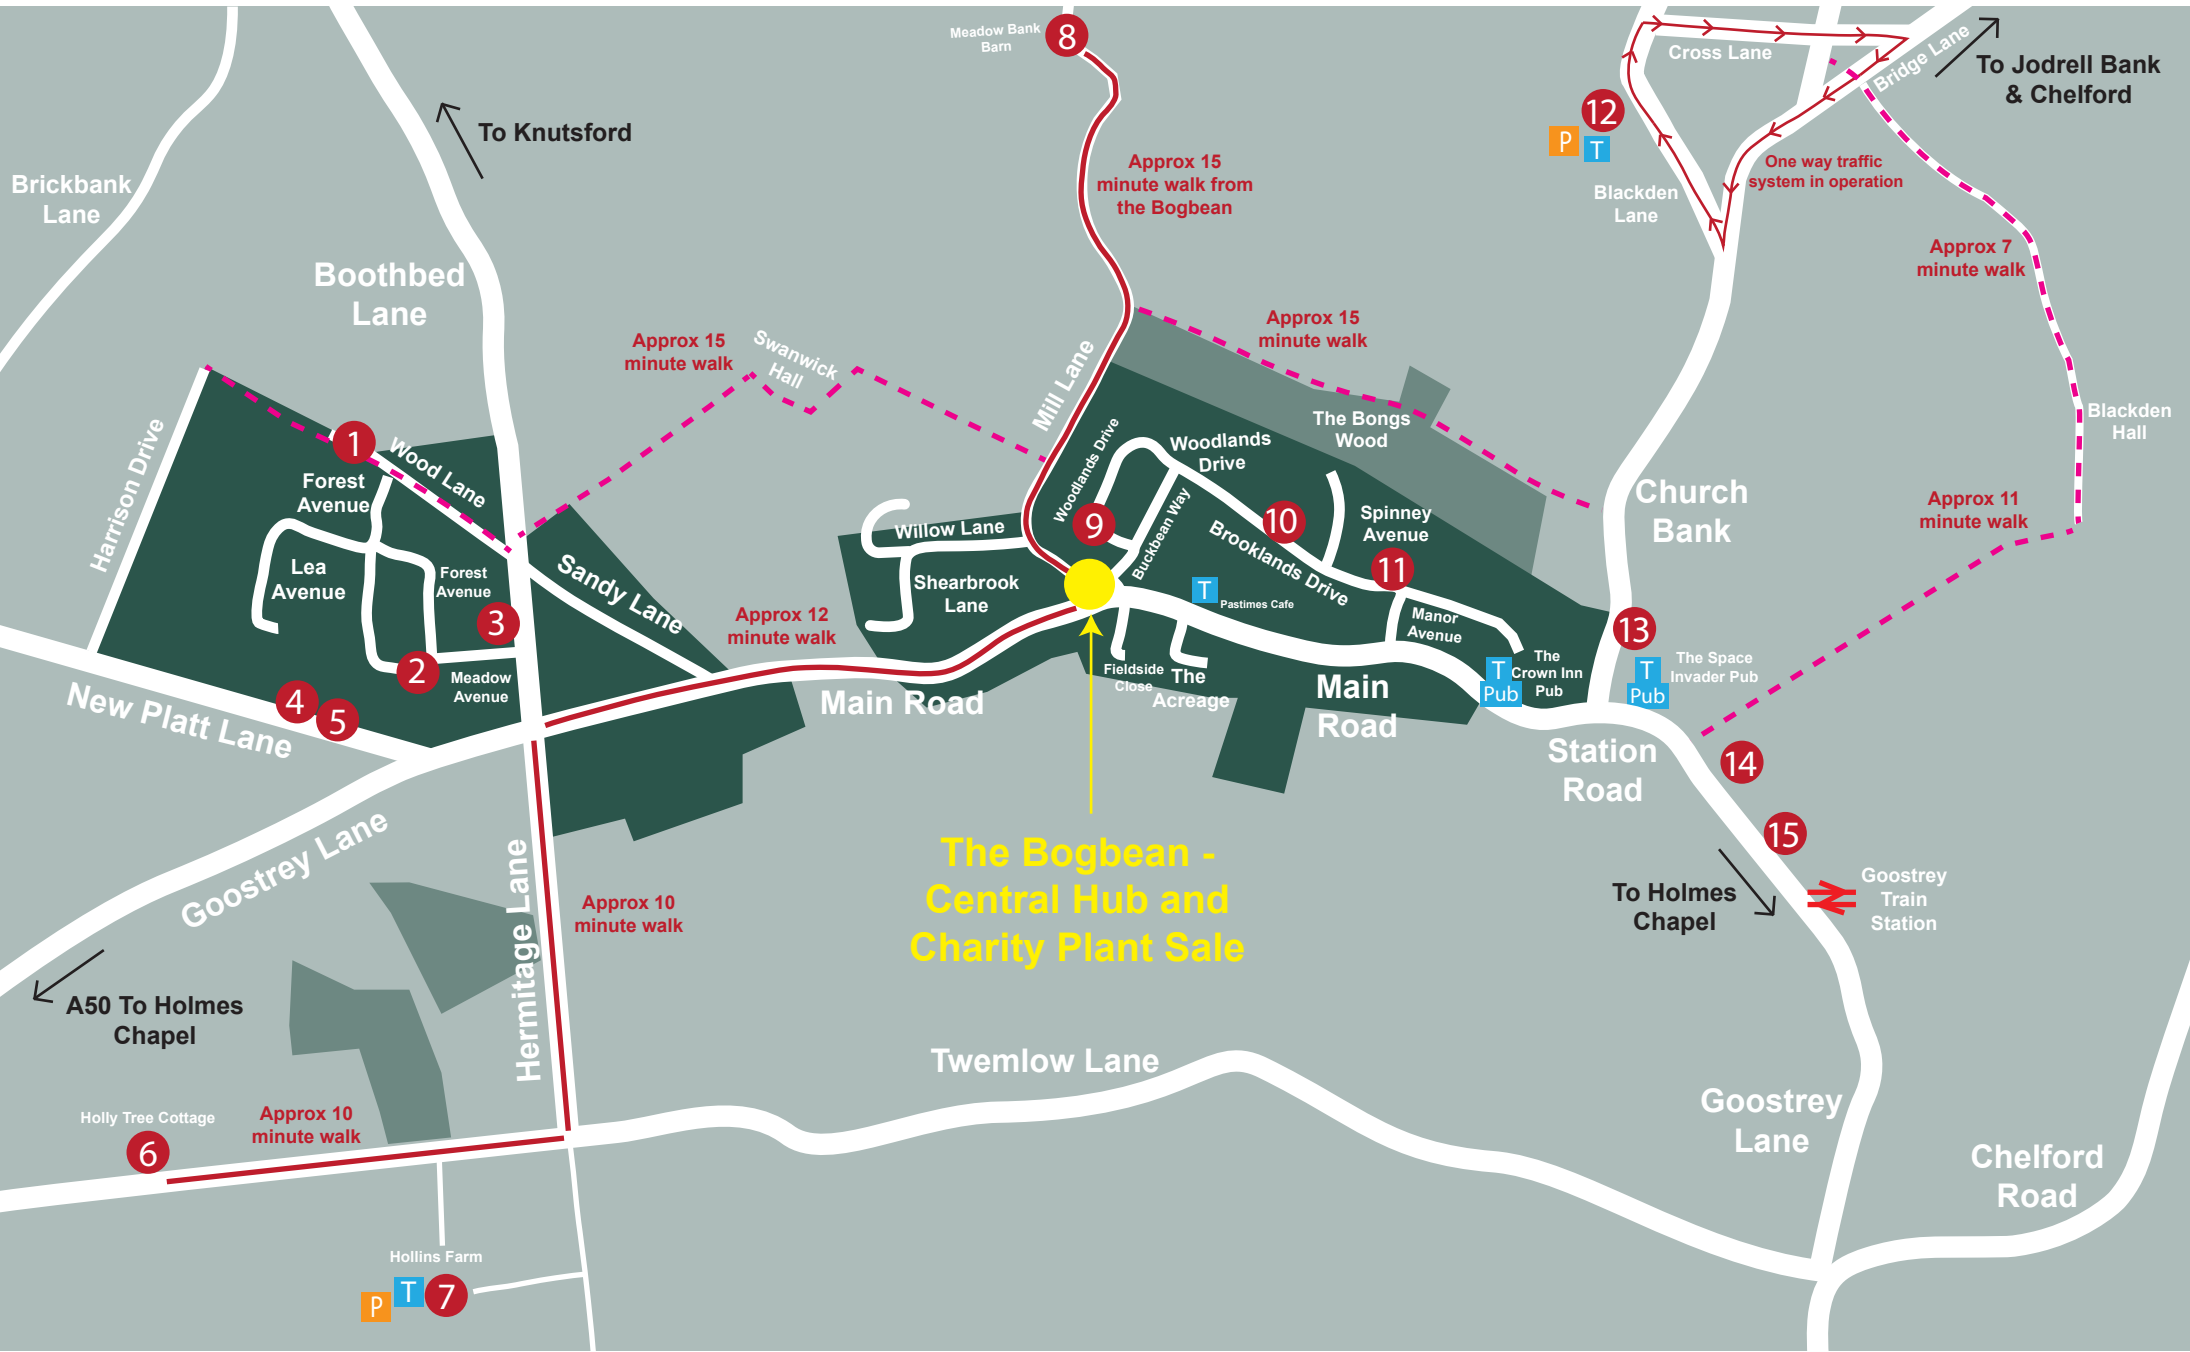 Meadow Bank
Barn
8
Cross Lane
Bridge Lane
To Jodrell Bank
& Chelford
To Knutsford
12
P
T
Approx 15
minute walk from
the Bogbean
One way traffic
system in operation
Brickbank
Lane
Blackden
Lane
Boothbed
Lane
Approx 7
minute walk
Approx 15
minute walk
Swanwick
Hall
Approx 15
minute walk
Mill Lane
The Bongs
Wood
Blackden
Hall
Harrison Drive
1
Wood Lane
Forest
Avenue
Woodlands Drive
Woodlands
Drive
Church
Bank
Approx 11
minute walk
Willow Lane
9
Buckbean Way
10
Brooklands Drive
Spinney
Avenue
11
Lea
Avenue
Forest
Avenue
3
Sandy Lane
Shearbrook
Lane
T
Pastimes Cafe
Manor
Avenue
13
Approx 12
minute walk
2
Meadow
Avenue
4
5
New Platt Lane
Main Road
Fieldside
Close
The
Acreage
Main
Road
T
Pub
The
Crown Inn
Pub
T
Pub
The Space
Invader Pub
Station
Road
14
15
Goostrey Lane
Hermitage Lane
The Bogbean -
Central Hub and
Charity Plant Sale
Approx 10
minute walk
To Holmes
Chapel
Goostrey
Train
Station
A50 To Holmes
Chapel
Twemlow Lane
Holly Tree Cottage
6
Approx 10
minute walk
Goostrey
Lane
Chelford
Road
Hollins Farm
P
T
7